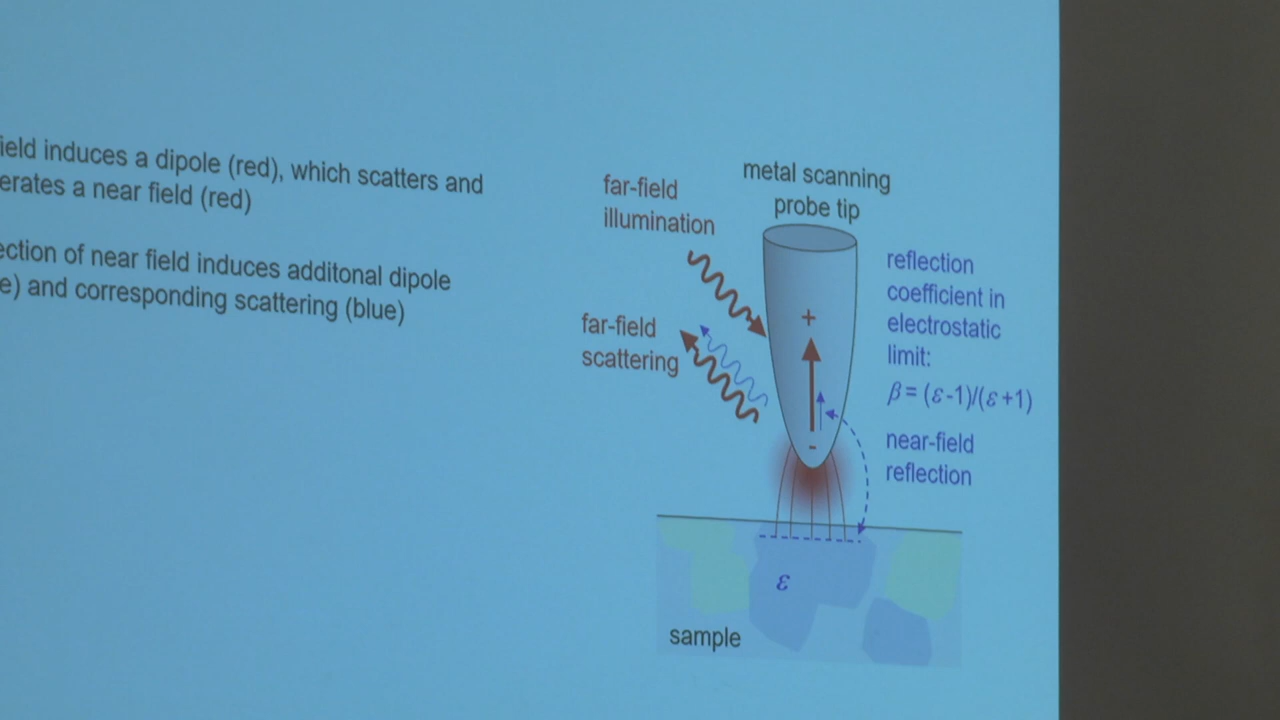 ield induces a dipole (red), which scatters and
erates a near field (red)
ection of near field induces additonal dipole
e) and corresponding scattering (blue)
metal scanning
probe tip
far-field
illumination
far-field
scattering
reflection
coefficient in
electrostatic
limit:
β = (ε-1)/(ε+1)
near-field
reflection
+
-
ε
sample